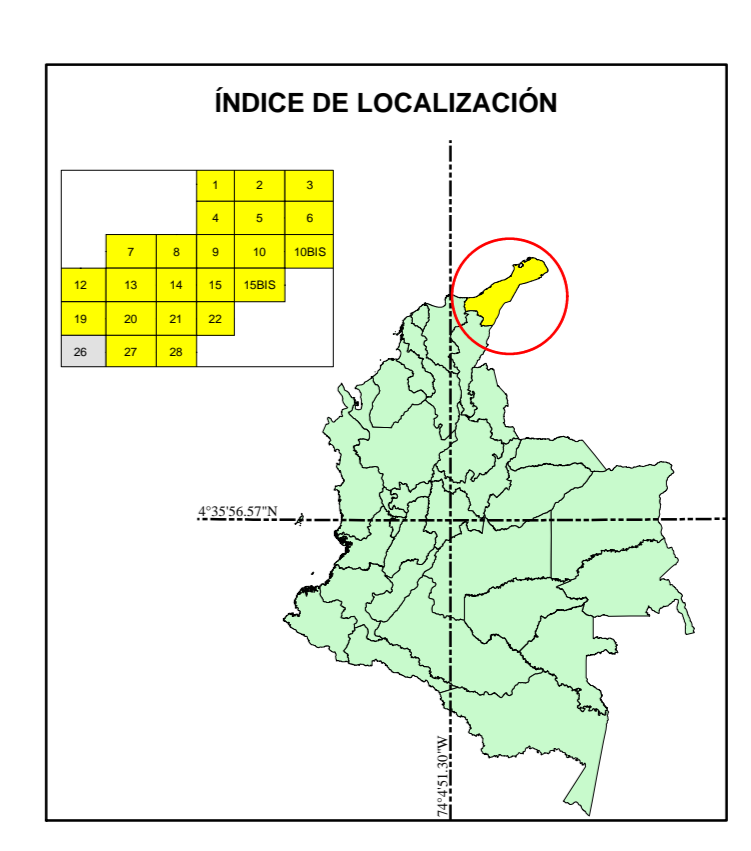 ÍNDICE DE LOCALIZACIÓN
1 2 3
4 5 6
7 8 9 10 10BIS
12 13 14 15 15BIS
19 20 21 22
26 27 28
4°35'56.57"N
74°4'51.30"W